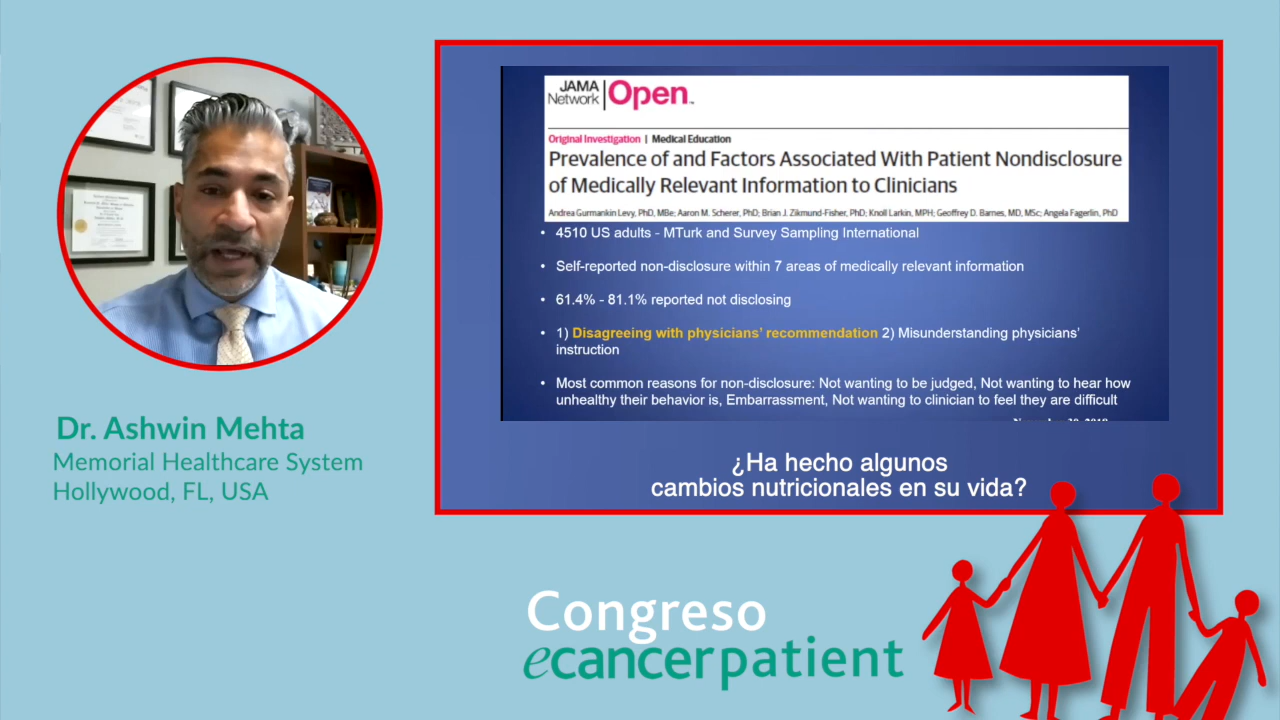 JAMA
Network
Open™
Original Investigation | Medical Education
Prevalence of and Factors Associated With Patient Nondisclosure
of Medically Relevant Information to Clinicians
Andrea Gurmankin Levy, PhD, MBe; Aaron M. Scherer, PhD; Brian J. Zikmund-Fisher, PhD; Knoll Larkin, MPH; Geoffrey D. Barnes, MD, MSc; Angela Fagerlin, PhD
• 4510 US adults - MTurk and Survey Sampling International
• Self-reported non-disclosure within 7 areas of medically relevant information
• 61.4% - 81.1% reported not disclosing
• 1) Disagreeing with physicians’ recommendation 2) Misunderstanding physicians’
instruction
• Most common reasons for non-disclosure: Not wanting to be judged, Not wanting to hear how
unhealthy their behavior is, Embarrassment, Not wanting to clinician to feel they are difficult
¿Ha hecho algunos
cambios nutricionales en su vida?
Dr. Ashwin Mehta
Memorial Healthcare System
Hollywood, FL, USA
Congreso
ecancerpatient